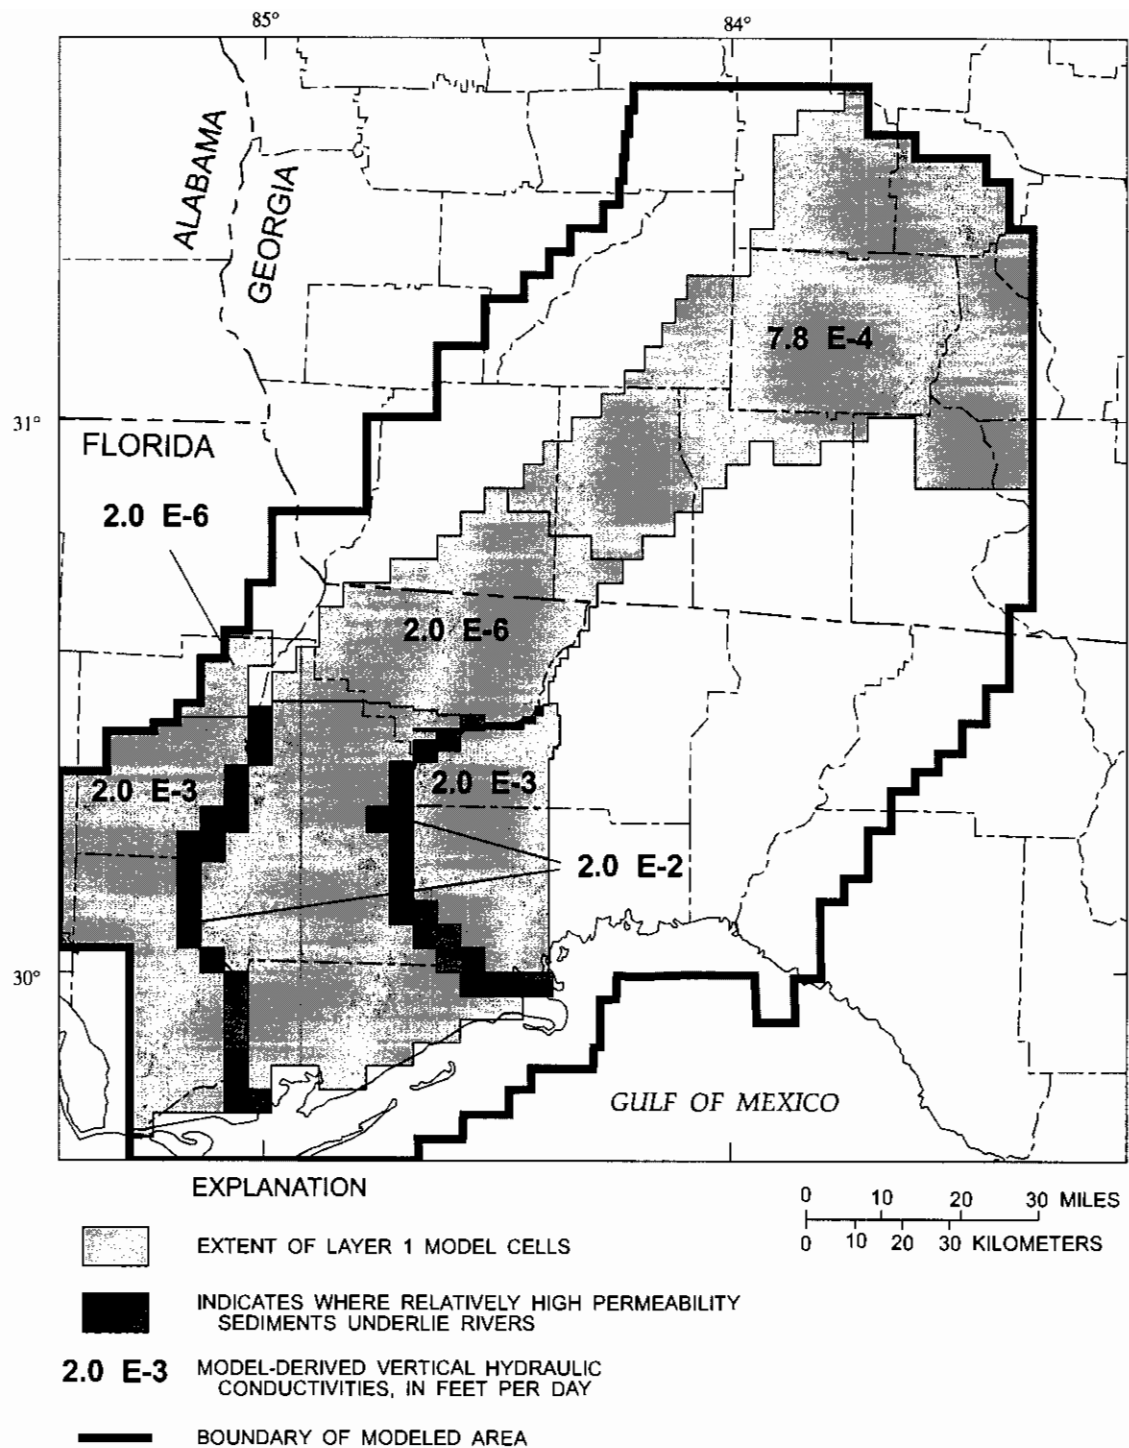 85°
84°
ALABAMA
GEORGIA
7.8 E-4
31°
FLORIDA
2.0 E-6
2.0 E-6
2.0 E-3
2.0 E-3
2.0 E-2
30°
GULF OF MEXICO
EXPLANATION
0 10 20 30 MILES
0 10 20 30 KILOMETERS
EXTENT OF LAYER 1 MODEL CELLS
INDICATES WHERE RELATIVELY HIGH PERMEABILITY
SEDIMENTS UNDERLIE RIVERS
2.0 E-3 MODEL-DERIVED VERTICAL HYDRAULIC
CONDUCTIVITIES, IN FEET PER DAY
BOUNDARY OF MODELED AREA